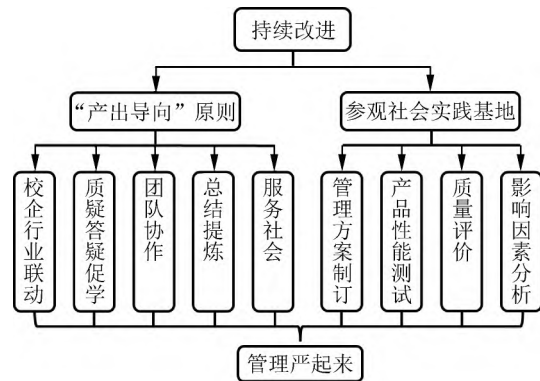 持续改进
“产出导向”原则
参观社会实践基地
校企行业联动
质疑答疑促学
团队协作
总结提炼
服务社会
管理方案制订
产品性能测试
质量评价
影响因素分析
管理严起来